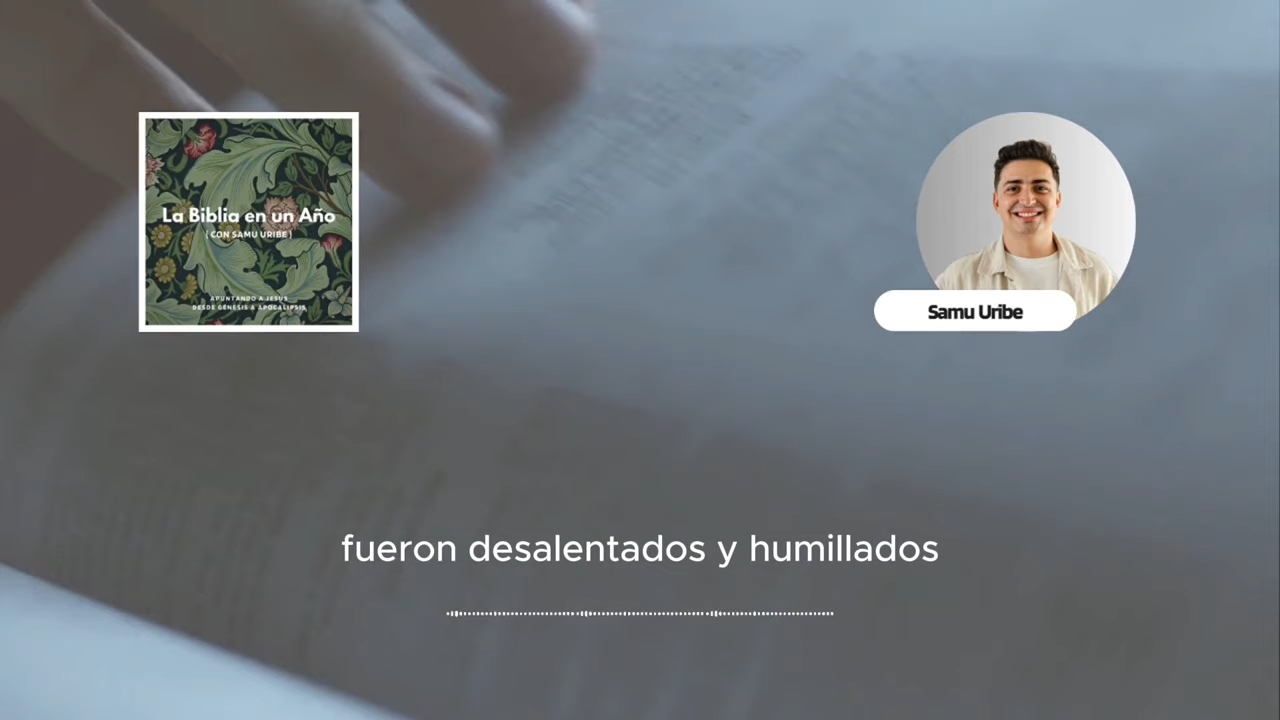 La Biblia en un Año
{ CON SAMU URIBE }
APUNTANDO A JESÚS
DESDE GÉNESIS A APOCALIPSIS
Samu Uribe
fueron desalentados y humillados